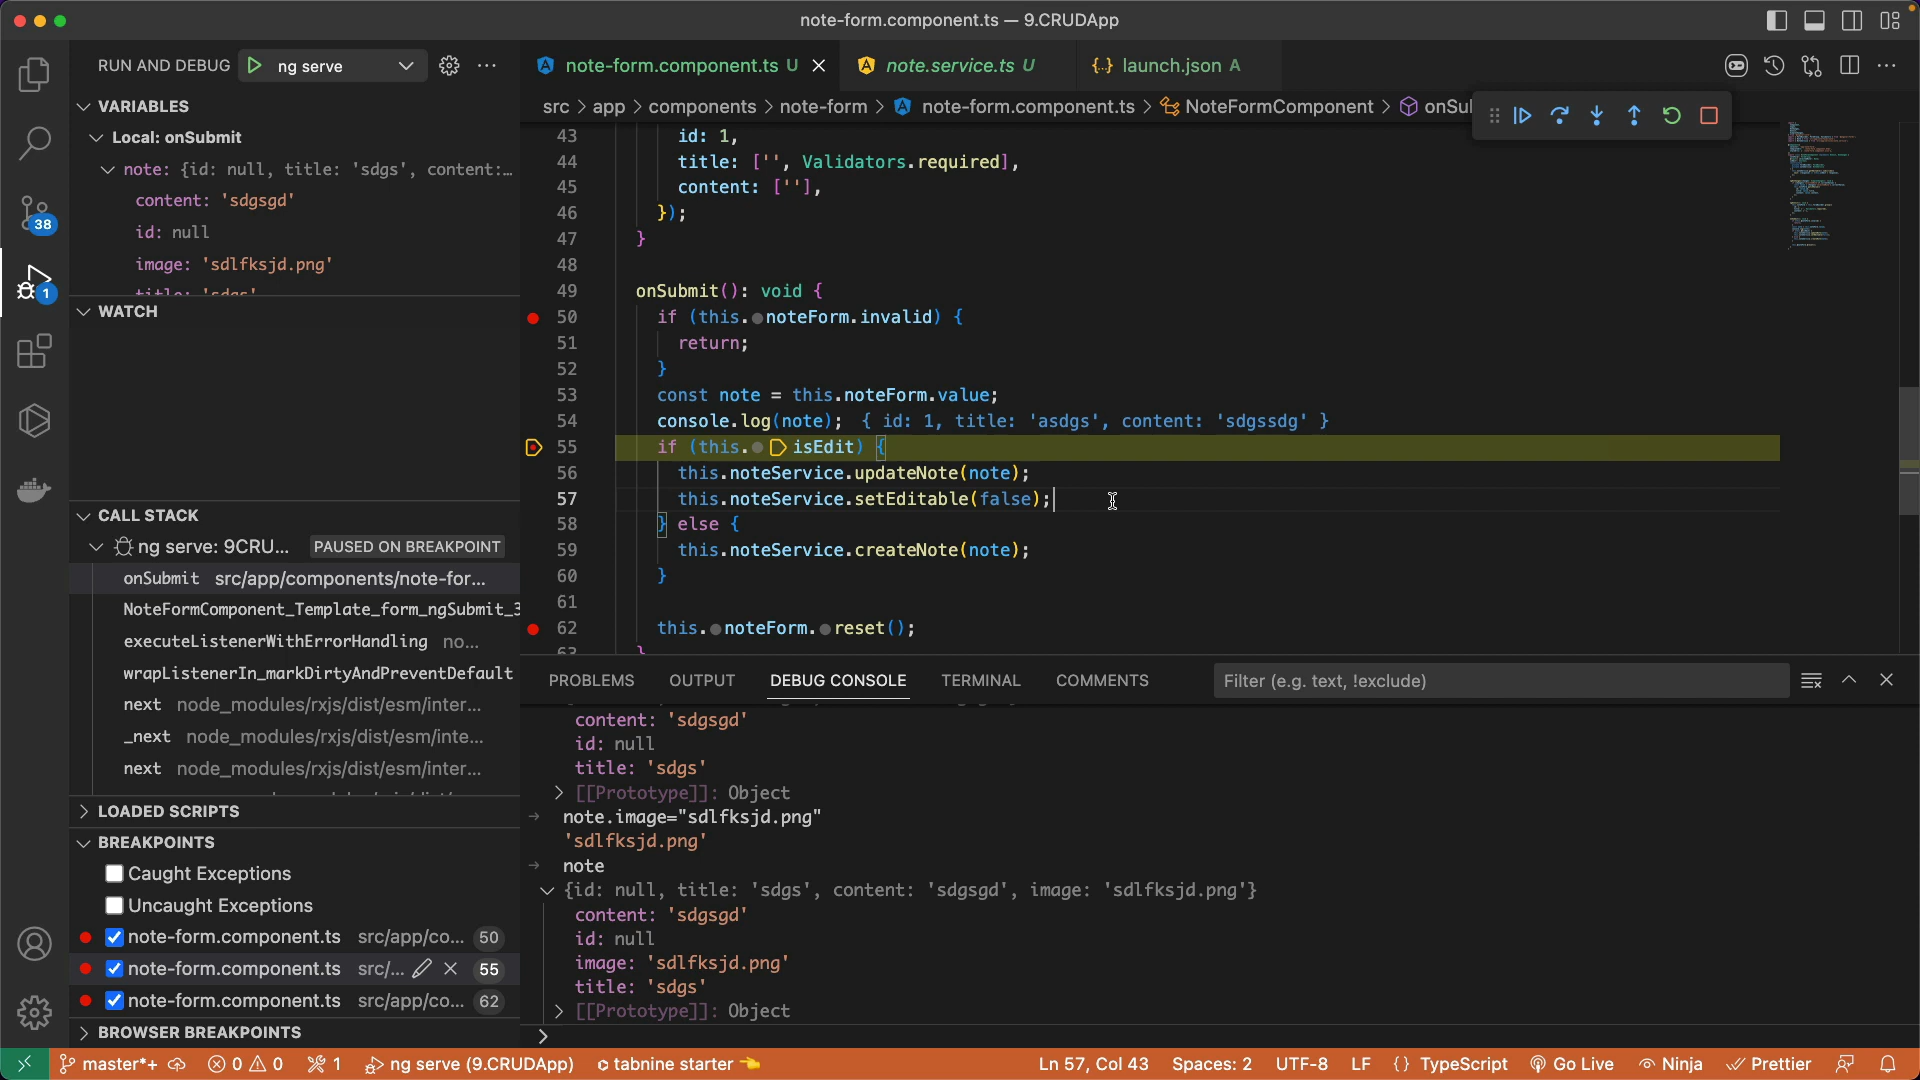 note-form.component.ts — 9.CRUDApp
RUN AND DEBUG
ng serve
note-form.component.ts U
note.service.ts U
launch.json A
src > app > components > note-form > note-form.component.ts > NoteFormComponent > onSu
VARIABLES
Local: onSubmit
note: {id: null, title: 'sdgs', content:...
content: 'sdgsgd'
id: null
image: 'sdlfksjd.png'
title: 'sdgs'
WATCH
38
1
43 id: 1,
44 title: ['', Validators.required],
45 content: [''],
46 });
47 }
48
49 onSubmit(): void {
50 if (this.noteForm.invalid) {
51 return;
52 }
53 const note = this.noteForm.value;
54 console.log(note); { id: 1, title: 'asdgs', content: 'sdgssdg' }
55 if (this.isEdit) {
56 this.noteService.updateNote(note);
57 this.noteService.setEditable(false);
58 } else {
59 this.noteService.createNote(note);
60 }
61
62 this.noteForm.reset();
63 }
CALL STACK
ng serve: 9CRU... PAUSED ON BREAKPOINT
onSubmit src/app/components/note-for...
NoteFormComponent_Template_form_ngSubmit_3
executeListenerWithErrorHandling no...
wrapListenerIn_markDirtyAndPreventDefault
next node_modules/rxjs/dist/esm/inter...
_next node_modules/rxjs/dist/esm/inte...
next node_modules/rxjs/dist/esm/inter...
LOADED SCRIPTS
BREAKPOINTS
Caught Exceptions
Uncaught Exceptions
note-form.component.ts src/app/co... 50
note-form.component.ts src/... 55
note-form.component.ts src/app/co... 62
BROWSER BREAKPOINTS
PROBLEMS OUTPUT DEBUG CONSOLE TERMINAL COMMENTS
Filter (e.g. text, !exclude)
content: 'sdgsgd'
id: null
title: 'sdgs'
[[Prototype]]: Object
note.image="sdlfksjd.png"
'sdlfksjd.png'
note
{id: null, title: 'sdgs', content: 'sdgsgd', image: 'sdlfksjd.png'}
content: 'sdgsgd'
id: null
image: 'sdlfksjd.png'
title: 'sdgs'
[[Prototype]]: Object
master*+ 0 0 1 ng serve (9.CRUDApp) tabnine starter
Ln 57, Col 43 Spaces: 2 UTF-8 LF {} TypeScript Go Live Ninja Prettier